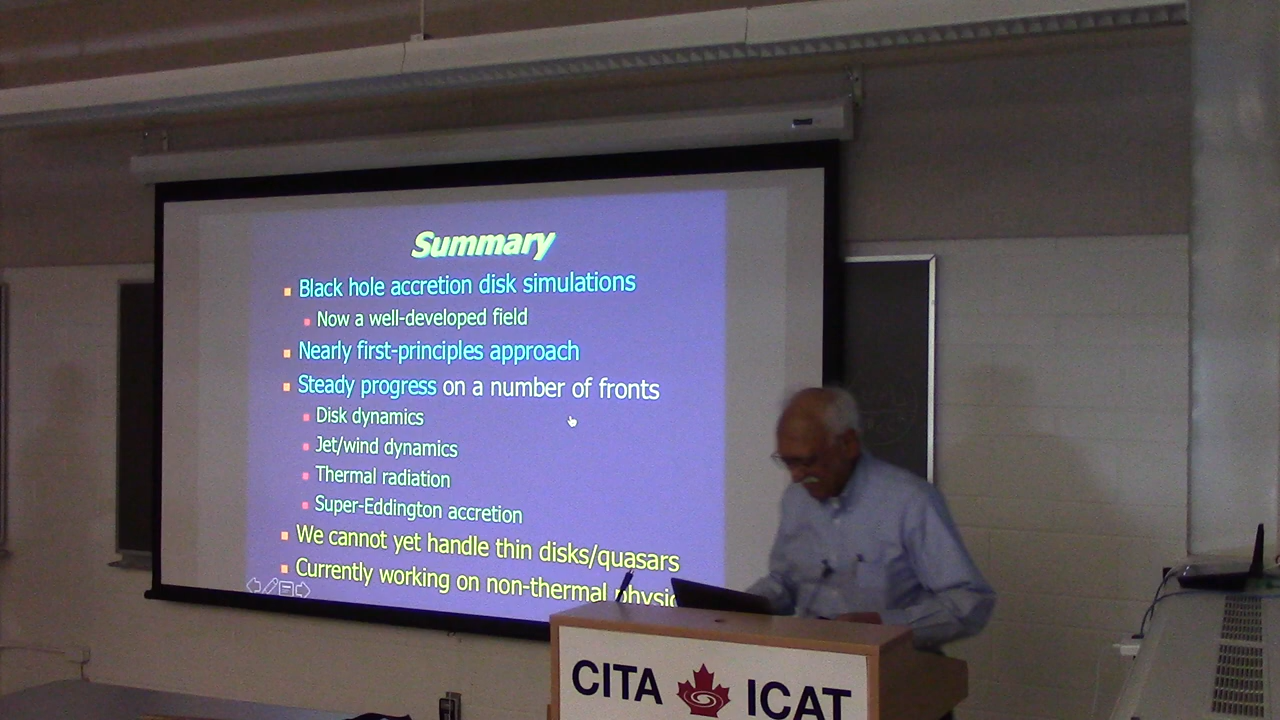 Summary
Black hole accretion disk simulations
Now a well-developed field
Nearly first-principles approach
Steady progress on a number of fronts
Disk dynamics
Jet/wind dynamics
Thermal radiation
Super-Eddington accretion
We cannot yet handle thin disks/quasars
Currently working on non-thermal
CITA ICAT